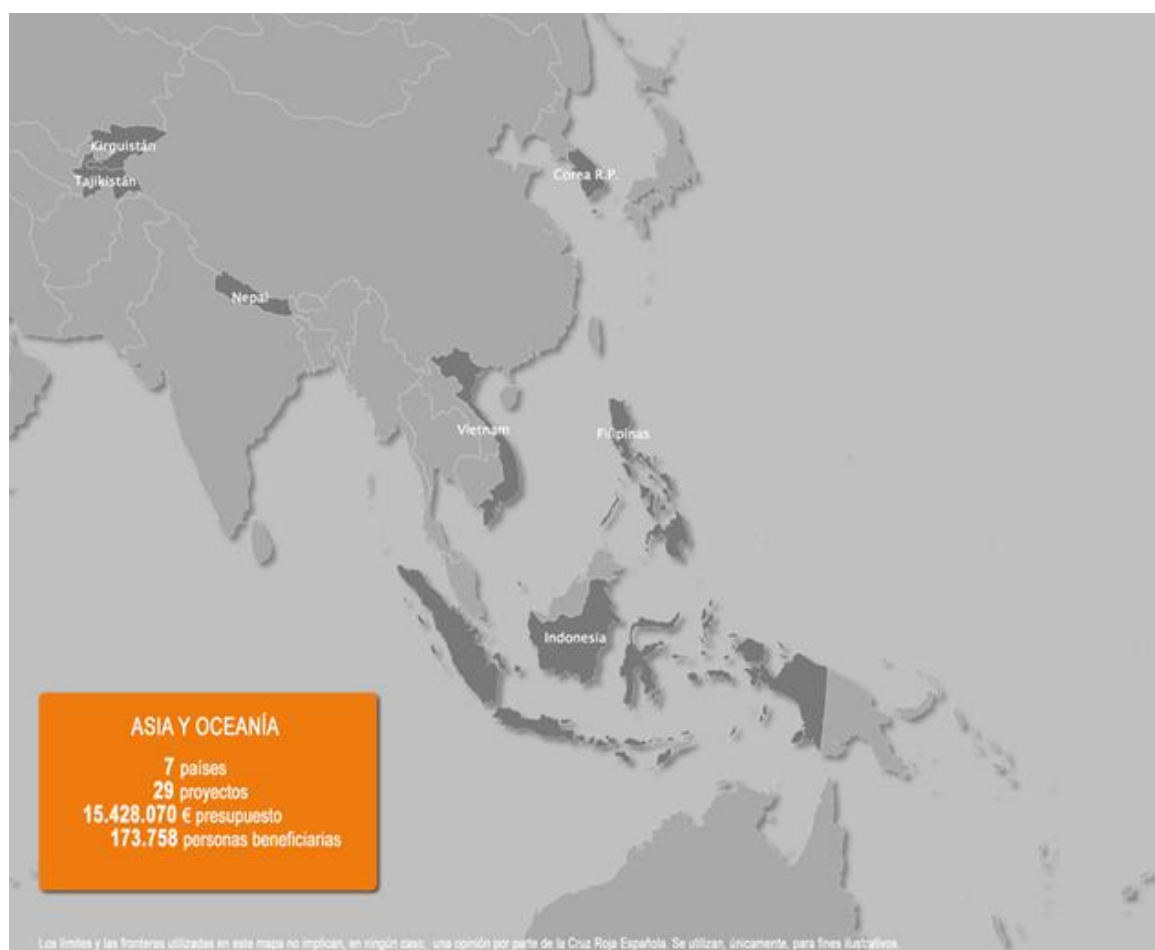 Kirguistán
Corea R.P.
Tajikistán
Nepal
Vietnam
Filipinas
Indonesia
ASIA Y OCEANÍA
7 países
29 proyectos
15.428.070 € presupuesto
173.758 personas beneficiarias
Los límites y las fronteras utilizadas en este mapa no implican, en ningún caso, una opinión por parte de la Cruz Roja Española. Se utilizan, únicamente, para fines ilustrativos.